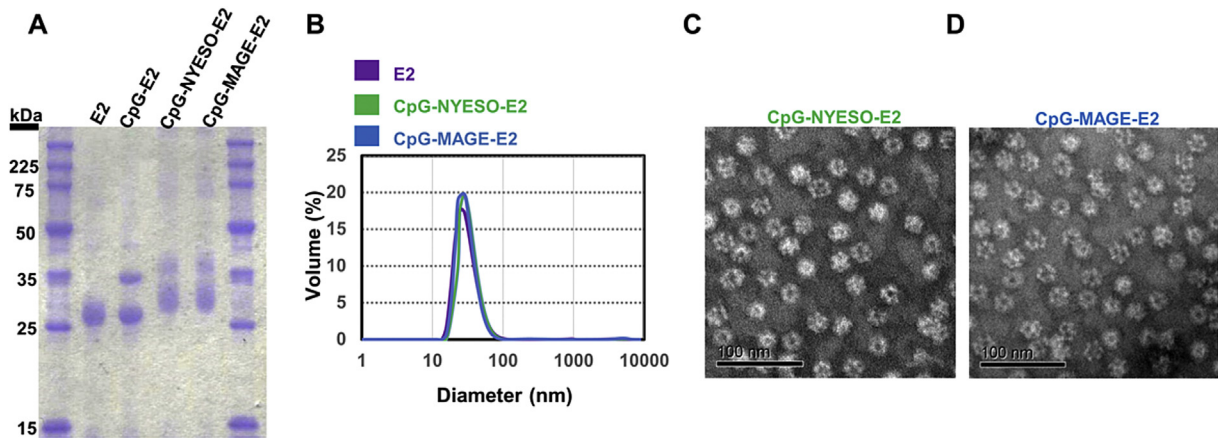 A
E2
CpG-E2
CpG-NYESO-E2
CpG-MAGE-E2
kDa
225
75
50
35
25
15
B
E2
CpG-NYESO-E2
CpG-MAGE-E2
25
20
15
10
5
0
Volume (%)
1 10 100 1000 10000
Diameter (nm)
C
CpG-NYESO-E2
100 nm
D
CpG-MAGE-E2
100 nm